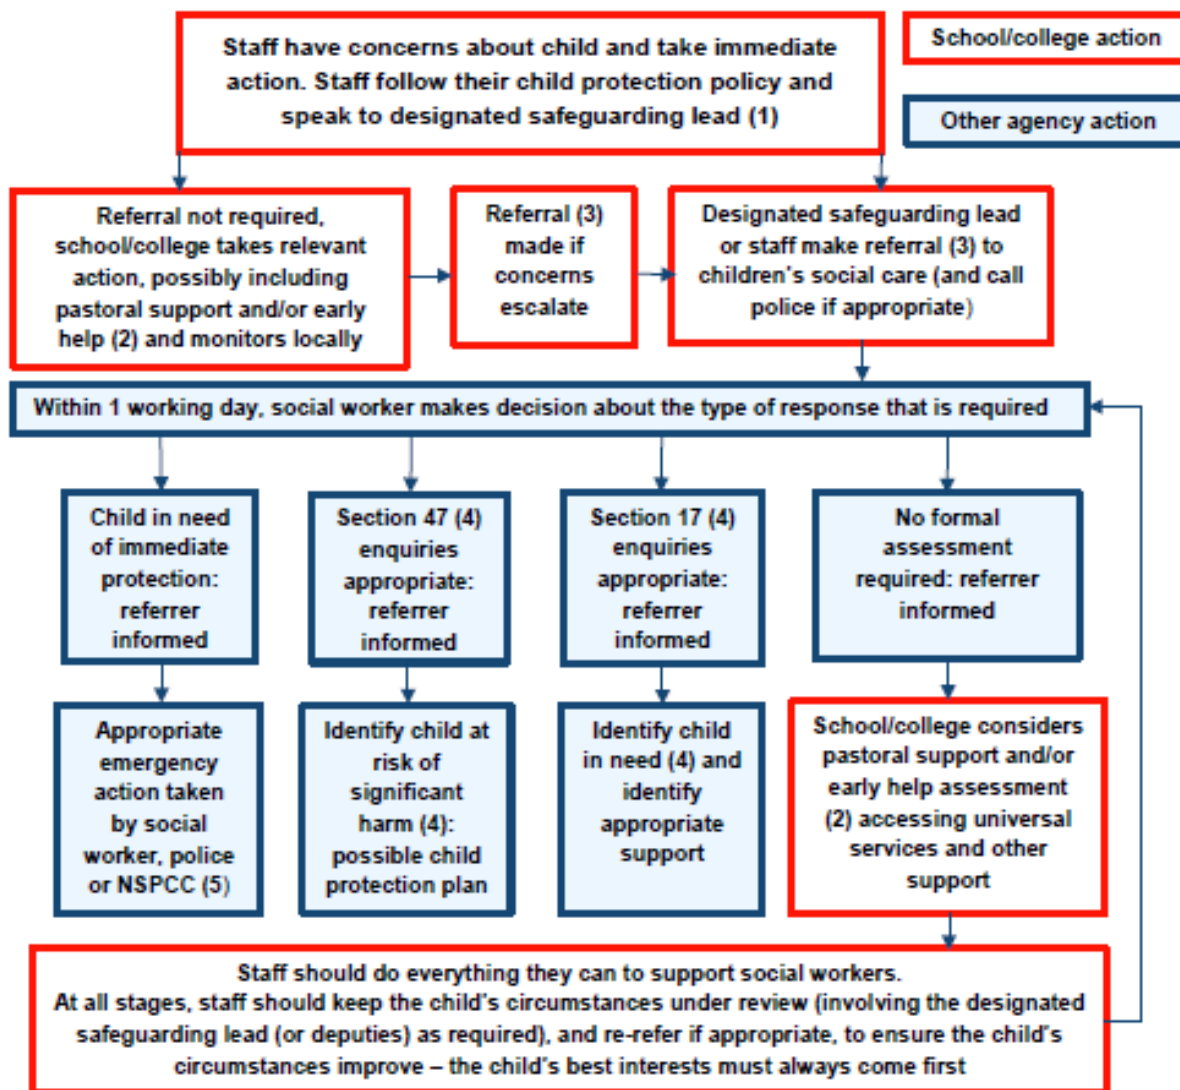 Staff have concerns about child and take immediate
action. Staff follow their child protection policy and
speak to designated safeguarding lead (1)
School/college action
Other agency action
Referral not required,
school/college takes relevant
action, possibly including
pastoral support and/or early
help (2) and monitors locally
Referral (3)
made if
concerns
escalate
Designated safeguarding lead
or staff make referral (3) to
children's social care (and call
police if appropriate)
Within 1 working day, social worker makes decision about the type of response that is required
Child in need
of immediate
protection:
referrer
informed
Section 47 (4)
enquiries
appropriate:
referrer
informed
Section 17 (4)
enquiries
appropriate:
referrer
informed
No formal
assessment
required: referrer
informed
Appropriate
emergency
action taken
by social
worker, police
or NSPCC (5)
Identify child at
risk of
significant
harm (4):
possible child
protection plan
Identify child
in need (4) and
identify
appropriate
support
School/college considers
pastoral support and/or
early help assessment
(2) accessing universal
services and other
support
Staff should do everything they can to support social workers.
At all stages, staff should keep the child's circumstances under review (involving the designated
safeguarding lead (or deputies) as required), and re-refer if appropriate, to ensure the child's
circumstances improve – the child's best interests must always come first